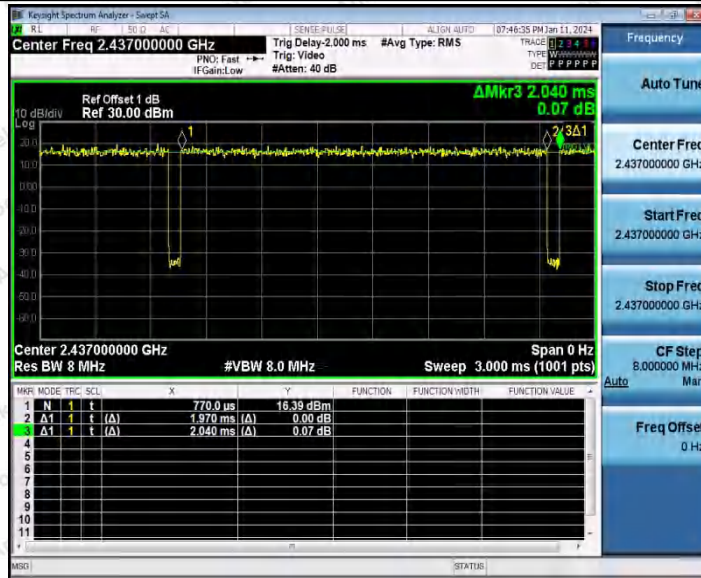 Keysight Spectrum Analyzer - Swept SA
RL RF 50 Ω AC SENSE:PULSE ALIGN AUTO 07:46:35 PM Jan 11, 2024
Center Freq 2.437000000 GHz
PNO: Fast
IFGain:Low
Trig Delay-2.000 ms
Trig: Video
#Atten: 40 dB
#Avg Type: RMS
TRACE 1 2 3 4 5 6
TYPE
DET P P P P P P
ΔMkr3 2.040 ms
0.07 dB
Ref Offset 1 dB
10 dB/div Ref 30.00 dBm
Log
1
2 3Δ1
20.0
10.0
0.00
-10.0
-20.0
-30.0
-40.0
-50.0
-60.0
Center 2.437000000 GHz Span 0 Hz
Res BW 8 MHz #VBW 8.0 MHz Sweep 3.000 ms (1001 pts)
MKR MODE TRC SCL X Y FUNCTION FUNCTION WIDTH FUNCTION VALUE
1 N 1 t 770.0 µs 16.39 dBm
2 Δ1 1 t (Δ) 1.970 ms (Δ) 0.00 dB
3 Δ1 1 t (Δ) 2.040 ms (Δ) 0.07 dB
4
5
6
7
8
9
10
11
MSG STATUS
Frequency
Auto Tune
Center Freq
2.437000000 GHz
Start Freq
2.437000000 GHz
Stop Freq
2.437000000 GHz
CF Step
8.000000 MHz
Auto Man
Freq Offset
0 Hz